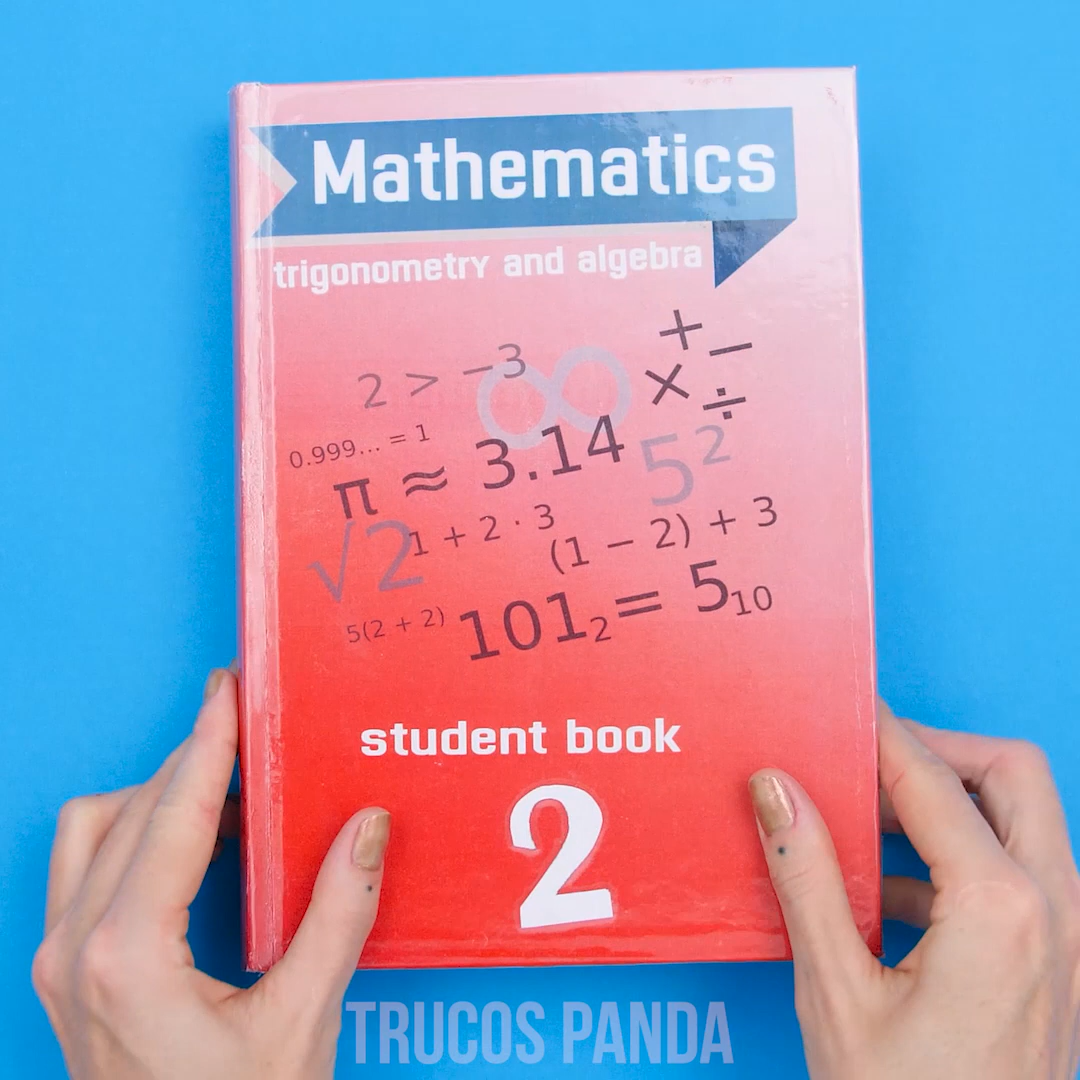 Mathematics
trigonometry and algebra
+ −
× ÷
2 > −3
∞
0.999... = 1
π ≈ 3.14
5²
√2
1 + 2 · 3
(1 − 2) + 3
5(2 + 2)
101₂ = 5₁₀
student book
2
TRUCOS PANDA